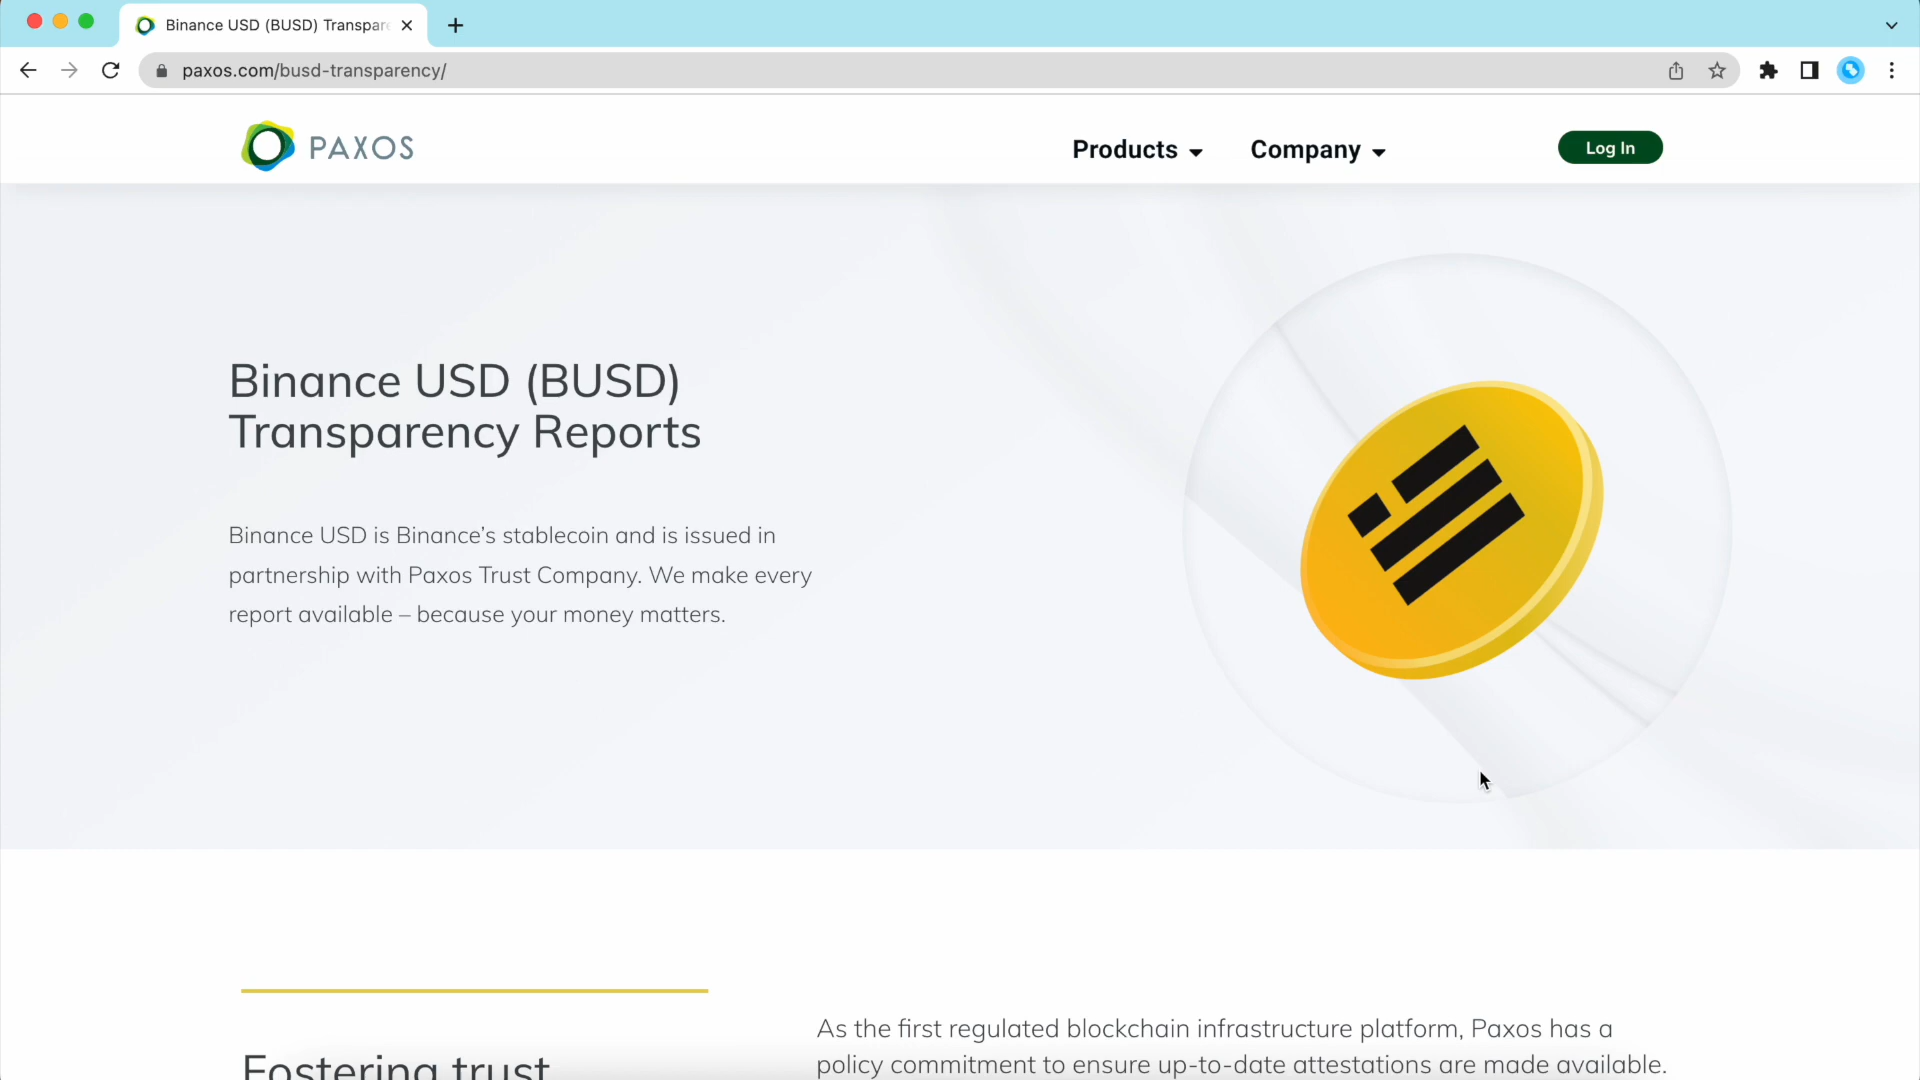 Binance USD (BUSD) Transpar
paxos.com/busd-transparency/
PAXOS
Products
Company
Log In
Binance USD (BUSD)
Transparency Reports
Binance USD is Binance’s stablecoin and is issued in
partnership with Paxos Trust Company. We make every
report available – because your money matters.
As the first regulated blockchain infrastructure platform, Paxos has a
policy commitment to ensure up-to-date attestations are made available.
Fostering trust